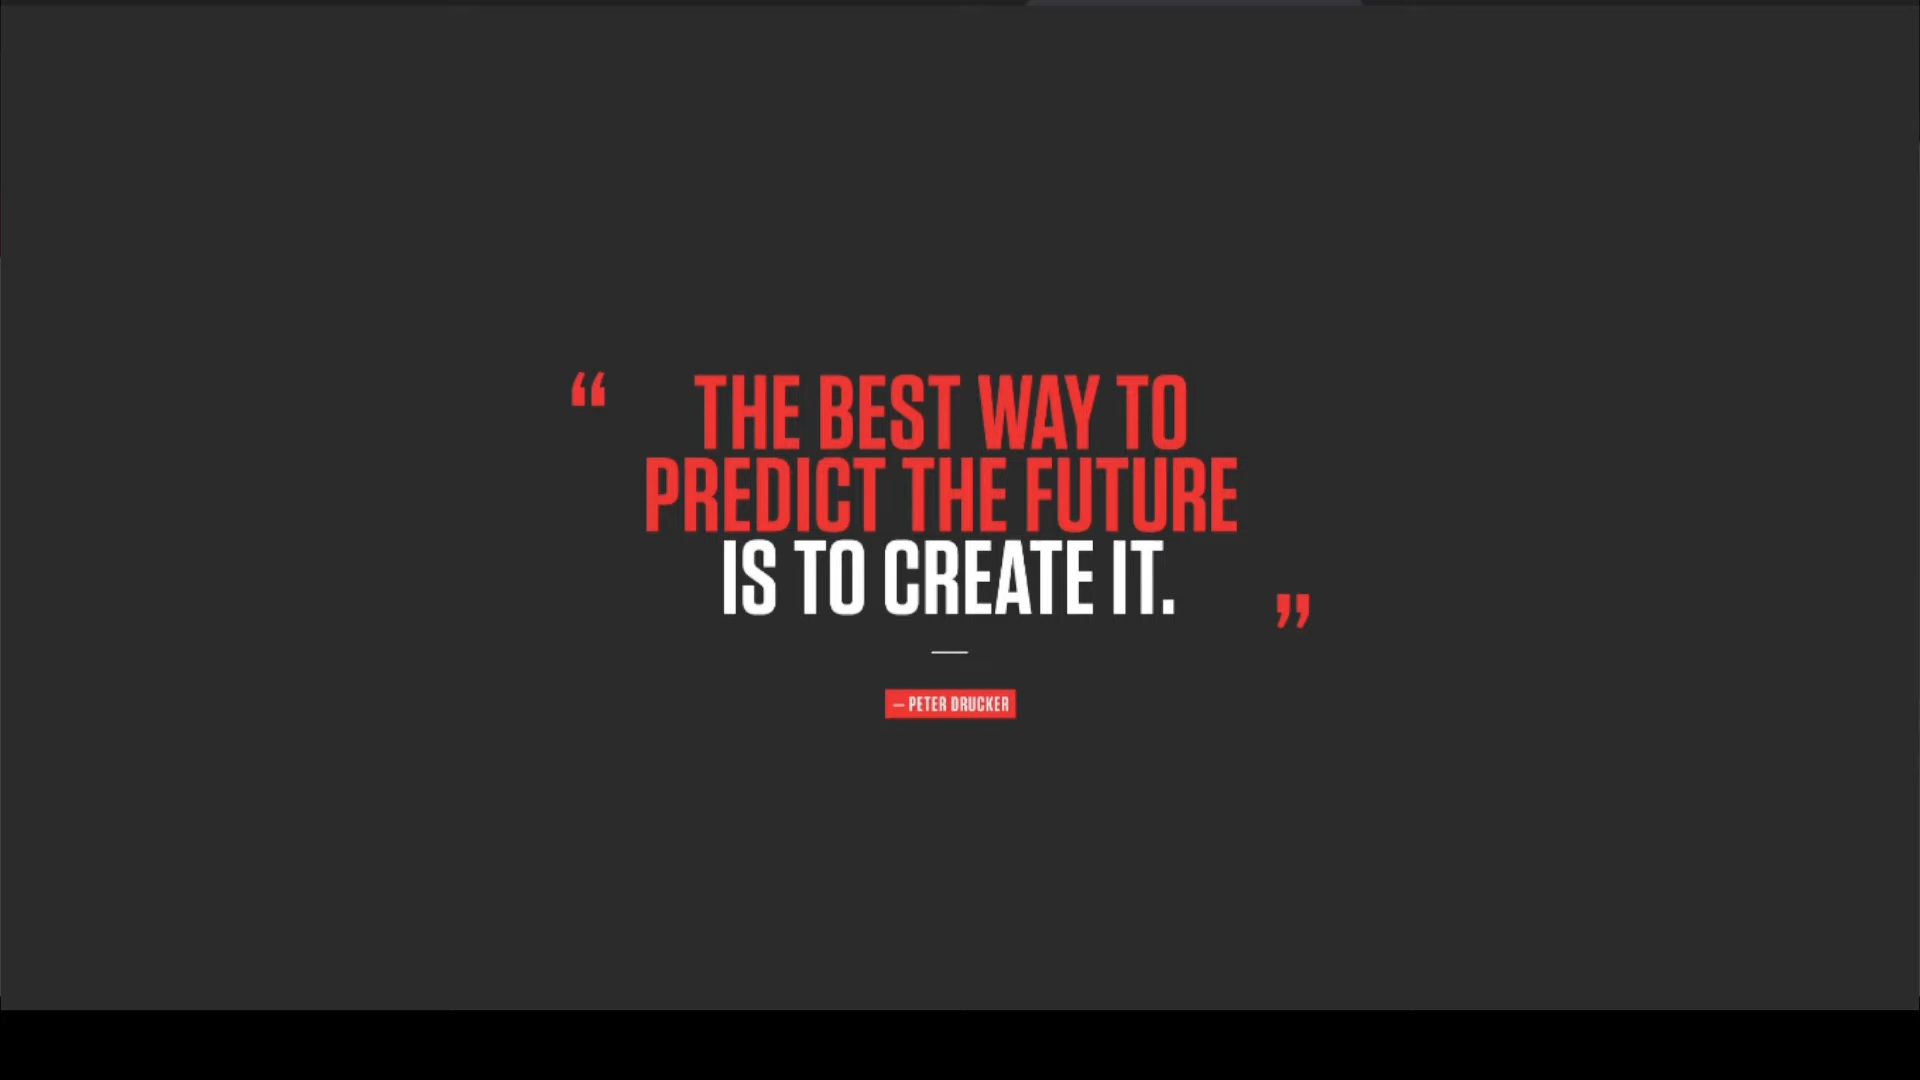 “ THE BEST WAY TO
PREDICT THE FUTURE
IS TO CREATE IT. ”
– PETER DRUCKER